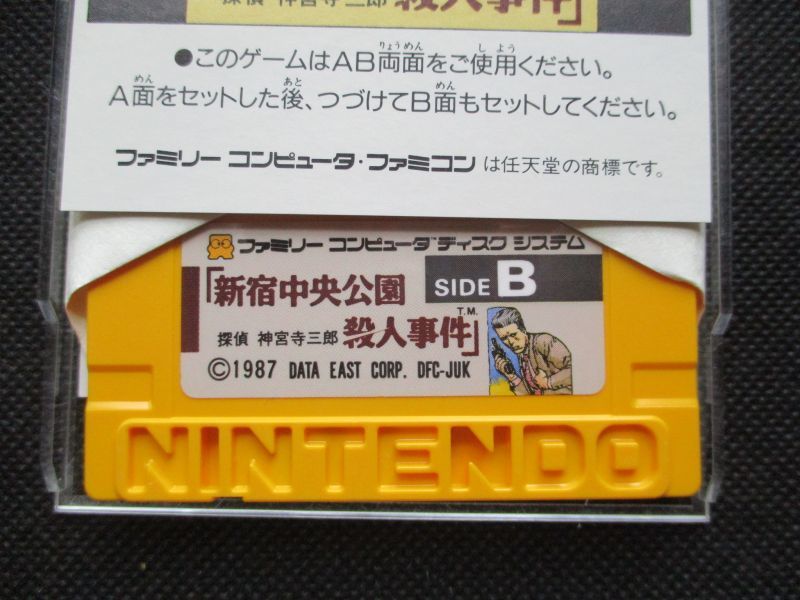 探偵 神宮寺三郎 殺人事件」
●このゲームはAB両面をご使用ください。
A面をセットした後、つづけてB面もセットしてください。
ファミリー コンピュータ・ファミコン は任天堂の商標です。
ファミリー コンピュータ ディスク システム
「新宿中央公園 SIDE B
探偵 神宮寺三郎 殺人事件」T.M.
©1987 DATA EAST CORP. DFC-JUK
NINTENDO